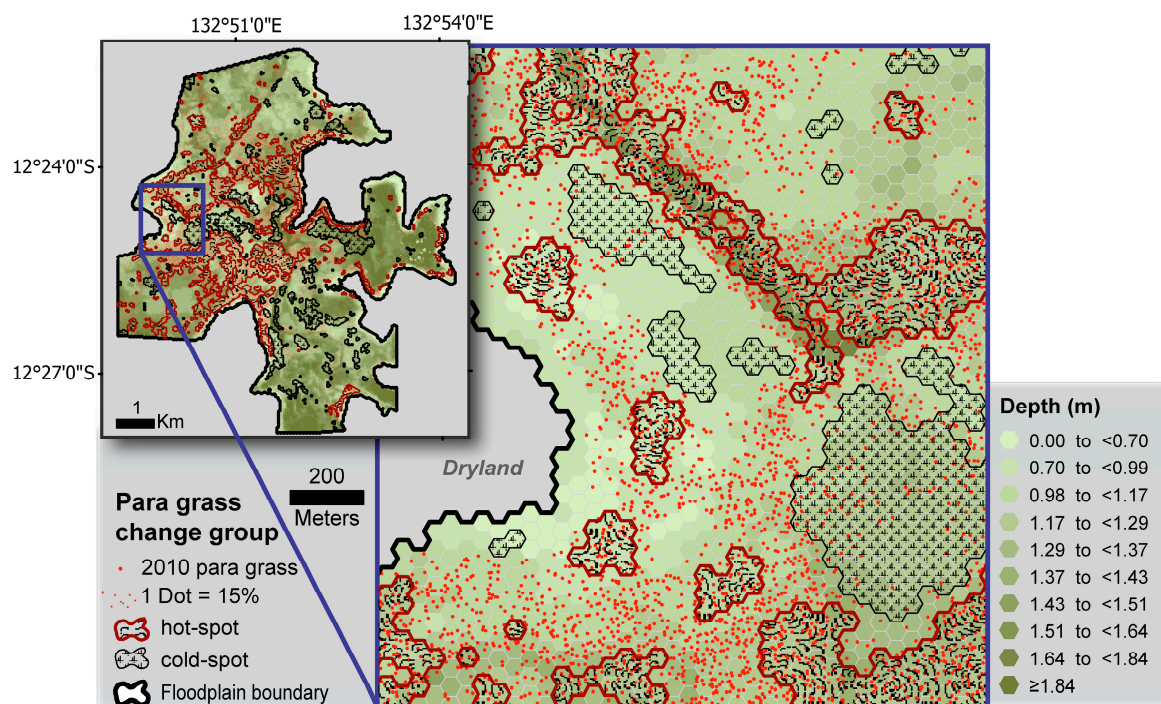 132°51'0"E
132°54'0"E
12°24'0"S
12°27'0"S
1
Km
Dryland
200
Meters
Para grass
change group
2010 para grass
1 Dot = 15%
hot-spot
cold-spot
Floodplain boundary
Depth (m)
0.00 to <0.70
0.70 to <0.99
0.98 to <1.17
1.17 to <1.29
1.29 to <1.37
1.37 to <1.43
1.43 to <1.51
1.51 to <1.64
1.64 to <1.84
≥1.84